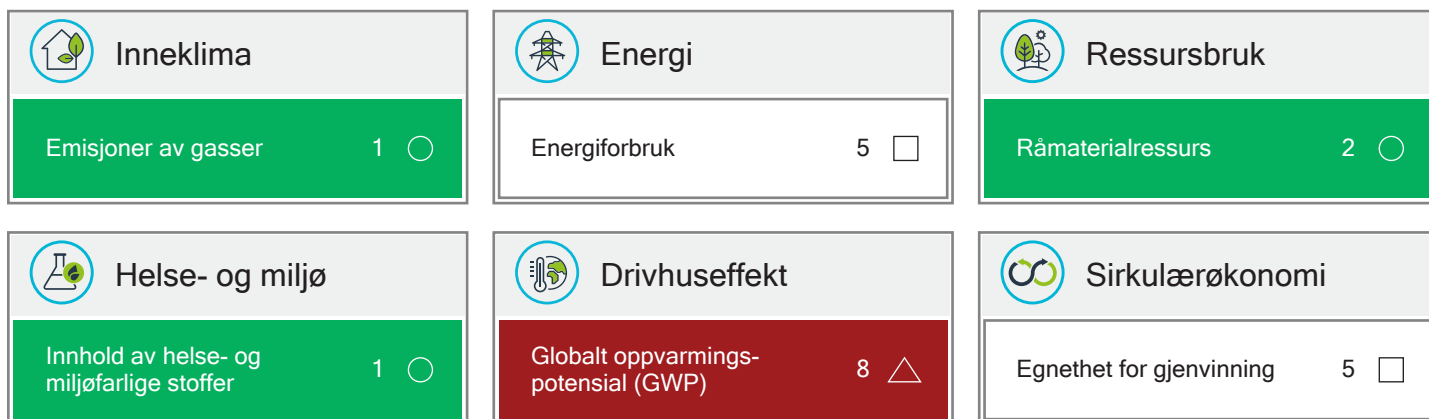 Inneklima
Emisjoner av gasser 1
Energi
Energiforbruk 5
Ressursbruk
Råmaterialressurs 2
Helse- og miljø
Innhold av helse- og
miljøfarlige stoffer 1
Drivhuseffekt
Globalt oppvarmings-
potensial (GWP) 8
Sirkulærøkonomi
Egnethet for gjenvinning 5